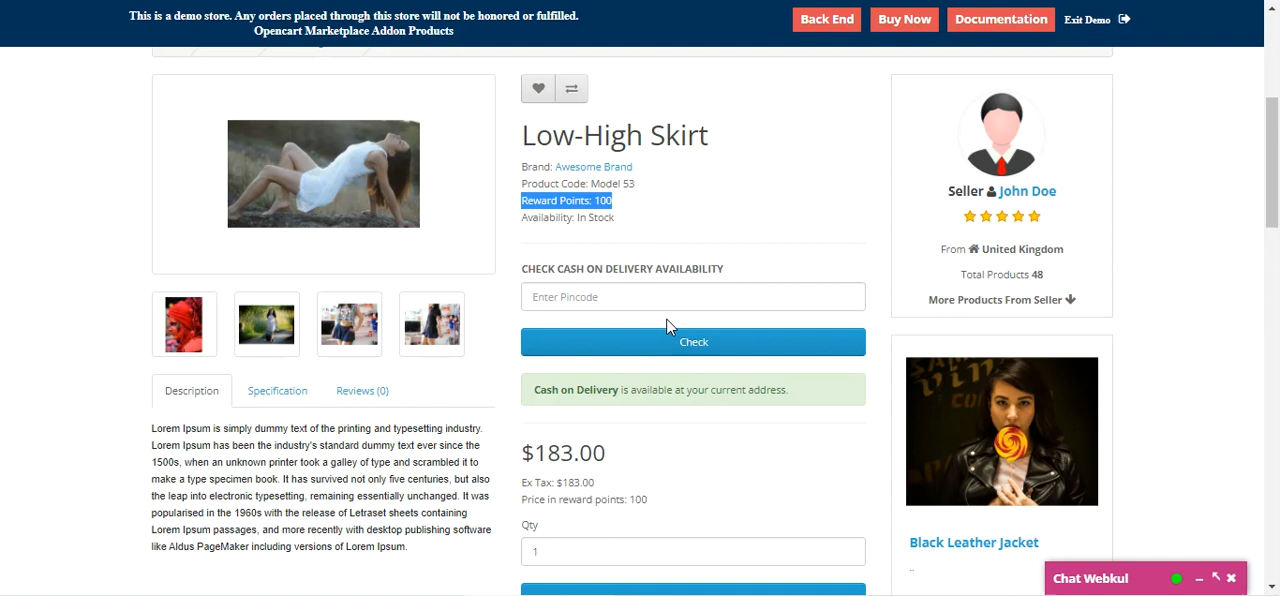 This is a demo store. Any orders placed through this store will not be honored or fulfilled.
Opencart Marketplace Addon Products
Back End
Buy Now
Documentation
Exit Demo
Low-High Skirt
Brand: Awesome Brand
Product Code: Model 53
Reward Points: 100
Availability: In Stock
CHECK CASH ON DELIVERY AVAILABILITY
Enter Pincode
Check
Cash on Delivery is available at your current address.
$183.00
Ex Tax: $183.00
Price in reward points: 100
Qty
1
Description
Specification
Reviews (0)
Lorem Ipsum is simply dummy text of the printing and typesetting industry.
Lorem Ipsum has been the industry's standard dummy text ever since the
1500s, when an unknown printer took a galley of type and scrambled it to
make a type specimen book. It has survived not only five centuries, but also
the leap into electronic typesetting, remaining essentially unchanged. It was
popularised in the 1960s with the release of Letraset sheets containing
Lorem Ipsum passages, and more recently with desktop publishing software
like Aldus PageMaker including versions of Lorem Ipsum.
Seller John Doe
From United Kingdom
Total Products 48
More Products From Seller
Black Leather Jacket
..
Chat Webkul